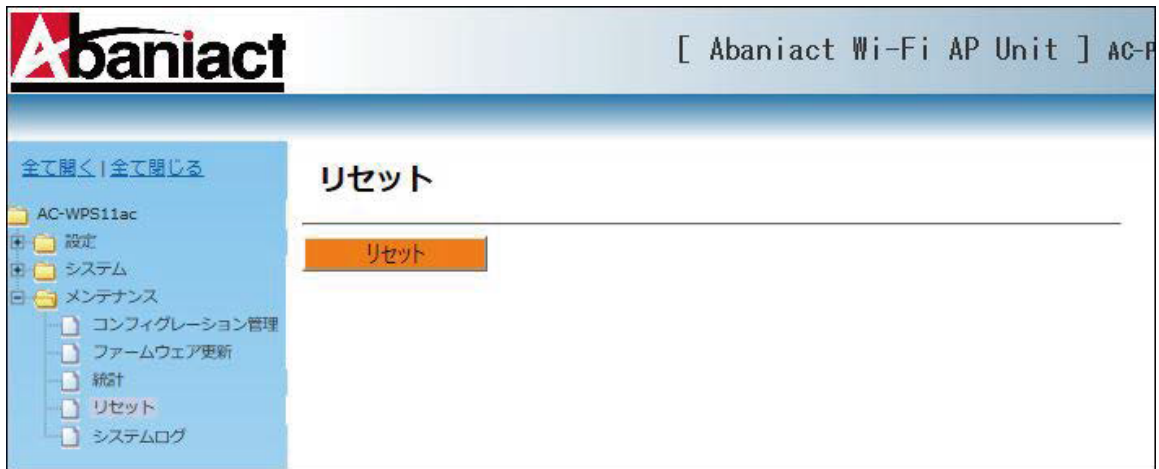 Abaniact
[ Abaniact Wi-Fi AP Unit ] AC-P
全て開く | 全て閉じる
リセット
AC-WPS11ac
設定
リセット
システム
メンテナンス
コンフィグレーション管理
ファームウェア更新
統計
リセット
システムログ